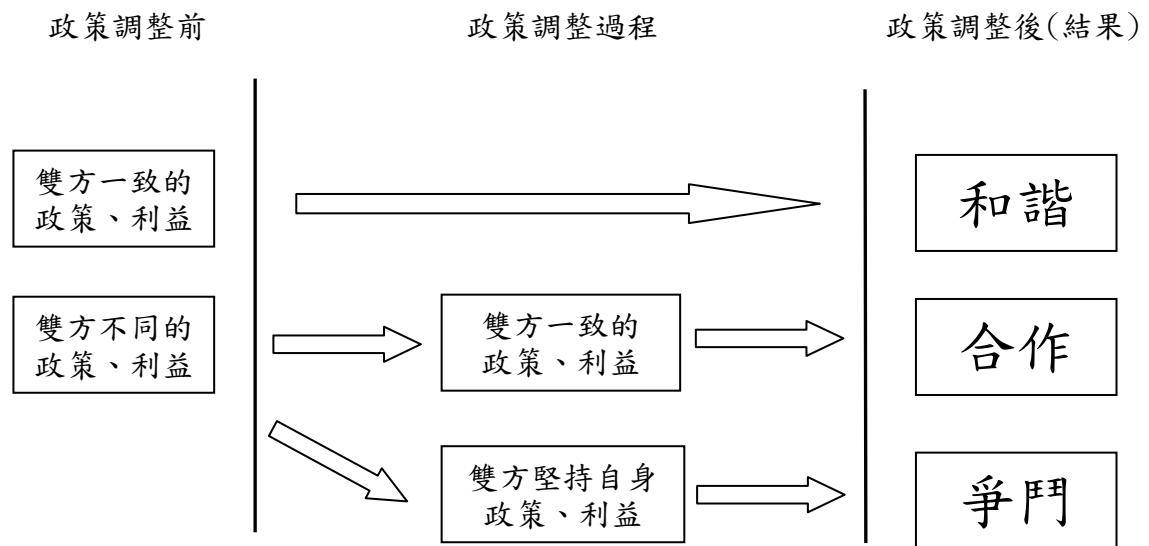 政策調整前
政策調整過程
政策調整後(結果)
雙方一致的
政策、利益
和諧
雙方不同的
政策、利益
雙方一致的
政策、利益
合作
雙方堅持自身
政策、利益
爭鬥